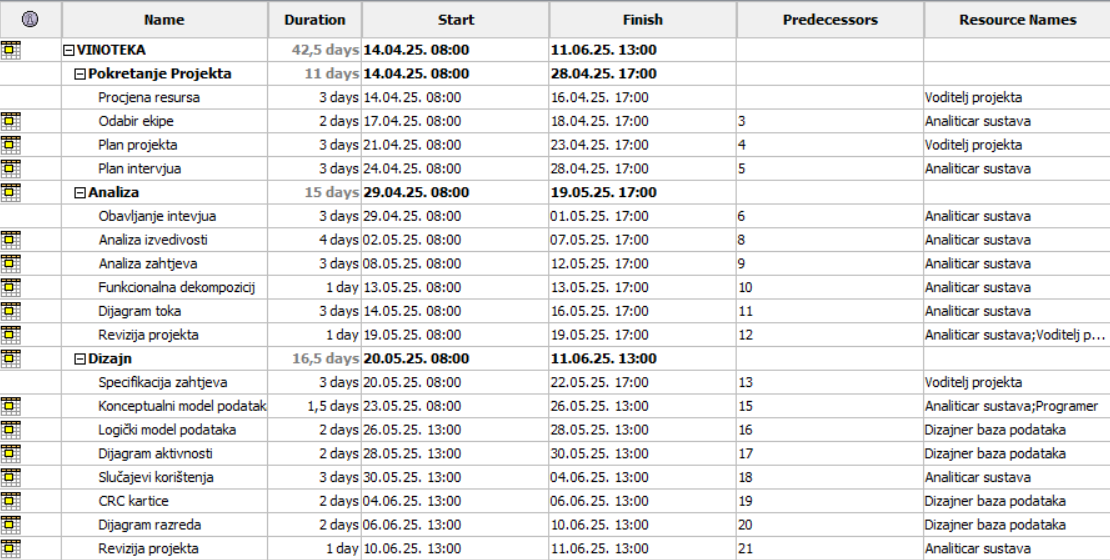 Name Duration Start Finish Predecessors Resource Names
VINOTEKA 42,5 days 14.04.25. 08:00 11.06.25. 13:00
Pokretanje Projekta 11 days 14.04.25. 08:00 28.04.25. 17:00
Procjena resursa 3 days 14.04.25. 08:00 16.04.25. 17:00 Voditelj projekta
Odabir ekipe 2 days 17.04.25. 08:00 18.04.25. 17:00 3 Analiticar sustava
Plan projekta 3 days 21.04.25. 08:00 23.04.25. 17:00 4 Voditelj projekta
Plan intervjua 3 days 24.04.25. 08:00 28.04.25. 17:00 5 Analiticar sustava
Analiza 15 days 29.04.25. 08:00 19.05.25. 17:00
Obavljanje intevjua 3 days 29.04.25. 08:00 01.05.25. 17:00 6 Analiticar sustava
Analiza izvedivosti 4 days 02.05.25. 08:00 07.05.25. 17:00 8 Analiticar sustava
Analiza zahtjeva 3 days 08.05.25. 08:00 12.05.25. 17:00 9 Analiticar sustava
Funkcionalna dekompozicij 1 day 13.05.25. 08:00 13.05.25. 17:00 10 Analiticar sustava
Dijagram toka 3 days 14.05.25. 08:00 16.05.25. 17:00 11 Analiticar sustava
Revizija projekta 1 day 19.05.25. 08:00 19.05.25. 17:00 12 Analiticar sustava;Voditelj p...
Dizajn 16,5 days 20.05.25. 08:00 11.06.25. 13:00
Specifikacija zahtjeva 3 days 20.05.25. 08:00 22.05.25. 17:00 13 Voditelj projekta
Konceptualni model podatak 1,5 days 23.05.25. 08:00 26.05.25. 13:00 15 Analiticar sustava;Programer
Logički model podataka 2 days 26.05.25. 13:00 28.05.25. 13:00 16 Dizajner baza podataka
Dijagram aktivnosti 2 days 28.05.25. 13:00 30.05.25. 13:00 17 Dizajner baza podataka
Slučajevi korištenja 3 days 30.05.25. 13:00 04.06.25. 13:00 18 Analiticar sustava
CRC kartice 2 days 04.06.25. 13:00 06.06.25. 13:00 19 Dizajner baza podataka
Dijagram razreda 2 days 06.06.25. 13:00 10.06.25. 13:00 20 Dizajner baza podataka
Revizija projekta 1 day 10.06.25. 13:00 11.06.25. 13:00 21 Analiticar sustava